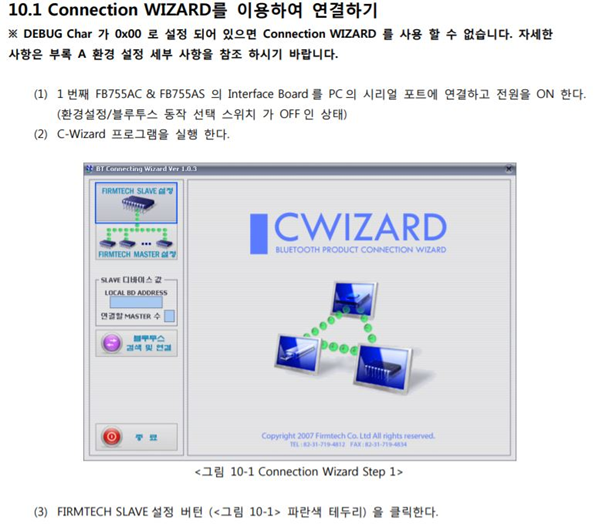 10.1 Connection WIZARD를 이용하여 연결하기
※ DEBUG Char 가 0x00 로 설정 되어 있으면 Connection WIZARD 를 사용 할 수 없습니다. 자세한
사항은 부록 A 환경 설정 세부 사항을 참조 하시기 바랍니다.
(1) 1 번째 FB755AC & FB755AS 의 Interface Board 를 PC 의 시리얼 포트에 연결하고 전원을 ON 한다.
(환경설정/블루투스 동작 선택 스위치 가 OFF 인 상태)
(2) C-Wizard 프로그램을 실행 한다.
BT Connecting Wizard Ver 1.0.3
FIRMTECH SLAVE 설정
FIRMTECH MASTER 설정
SLAVE 디바이스 값
LOCAL BD ADDRESS
연결할 MASTER 수
블루투스
검색 및 연결
종 료
CWIZARD
BLUETOOTH PRODUCT CONNECTION WIZARD
Copyright 2007 Firmtech Co. Ltd All rights reserved.
TEL : 82-31-719-4812 FAX : 82-31-719-4834
<그림 10-1 Connection Wizard Step 1>
(3) FIRMTECH SLAVE 설정 버턴 (<그림 10-1> 파란색 테두리) 을 클릭한다.